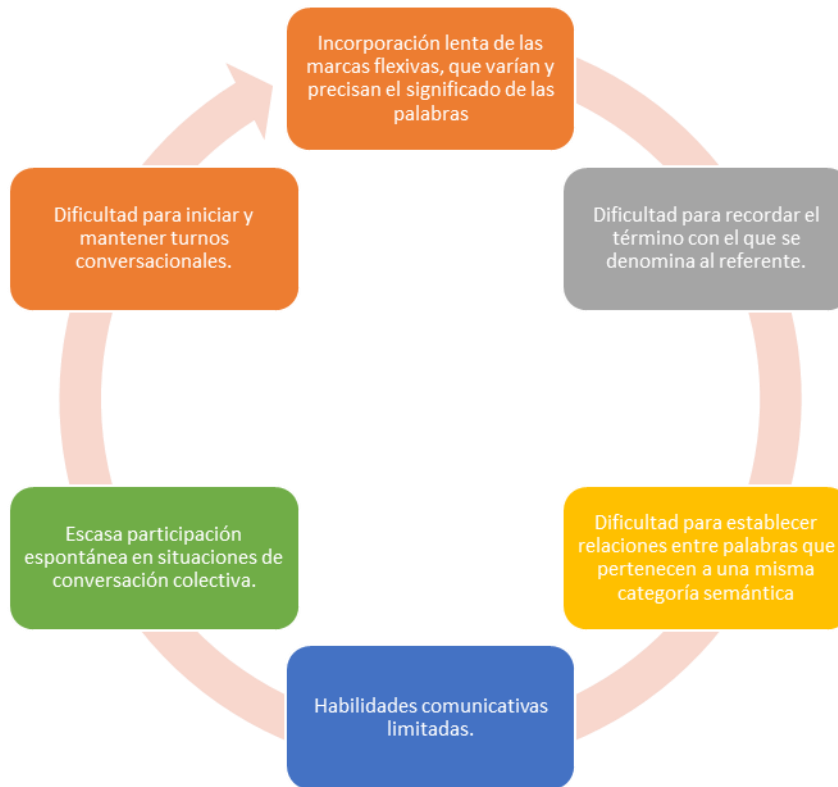 Incorporación lenta de las
marcas flexivas, que varían y
precisan el significado de las
palabras
Dificultad para recordar el
término con el que se
denomina al referente.
Dificultad para establecer
relaciones entre palabras que
pertenecen a una misma
categoría semántica
Habilidades comunicativas
limitadas.
Escasa participación
espontánea en situaciones de
conversación colectiva.
Dificultad para iniciar y
mantener turnos
conversacionales.